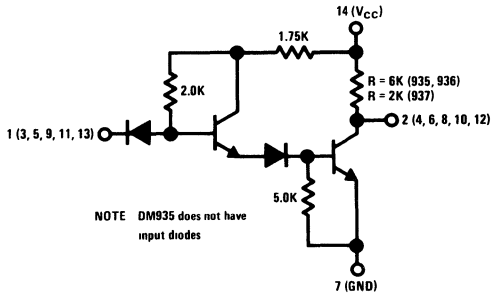 14 (VCC)
1.75K
2.0K
R = 6K (935, 936)
R = 2K (937)
1 (3, 5, 9, 11, 13)
2 (4, 6, 8, 10, 12)
5.0K
NOTE DM935 does not have
input diodes
7 (GND)